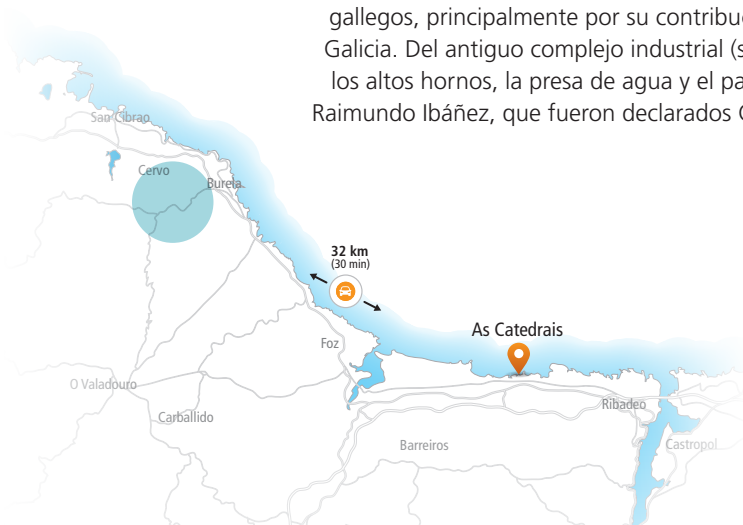 gallegos, principalmente por su contribu
Galicia. Del antiguo complejo industrial (s
los altos hornos, la presa de agua y el pa
Raimundo Ibáñez, que fueron declarados
San Cibrao
Cervo
Burela
32 km
(30 min)
As Catedrais
Foz
O Valadouro
Ribadeo
Carballido
Barreiros
Castropol